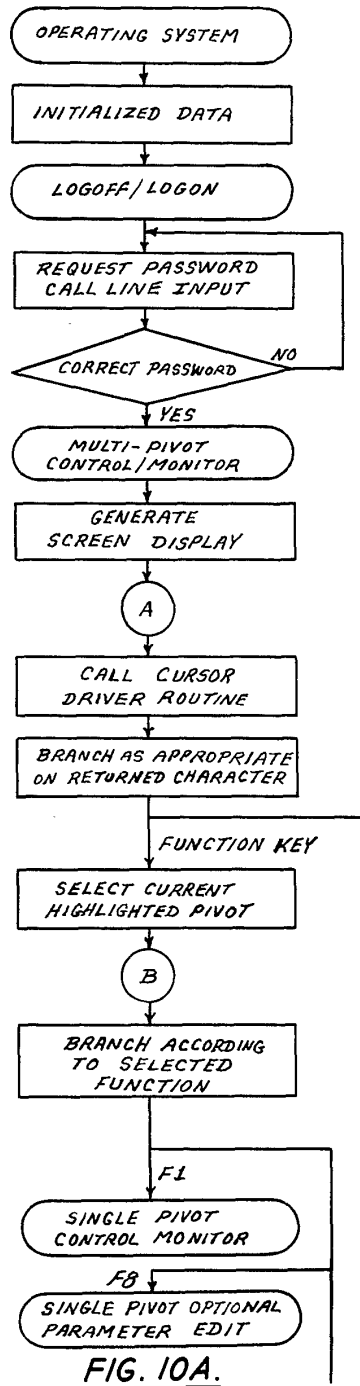 OPERATING SYSTEM
INITIALIZED DATA
LOGOFF/LOGON
REQUEST PASSWORD
CALL LINE INPUT
CORRECT PASSWORD
NO
YES
MULTI-PIVOT
CONTROL/MONITOR
GENERATE
SCREEN DISPLAY
A
CALL CURSOR
DRIVER ROUTINE
BRANCH AS APPROPRIATE
ON RETURNED CHARACTER
FUNCTION KEY
SELECT CURRENT
HIGHLIGHTED PIVOT
B
BRANCH ACCORDING
TO SELECTED
FUNCTION
F1
SINGLE PIVOT
CONTROL MONITOR
F8
SINGLE PIVOT OPTIONAL
PARAMETER EDIT
FIG. 10A.